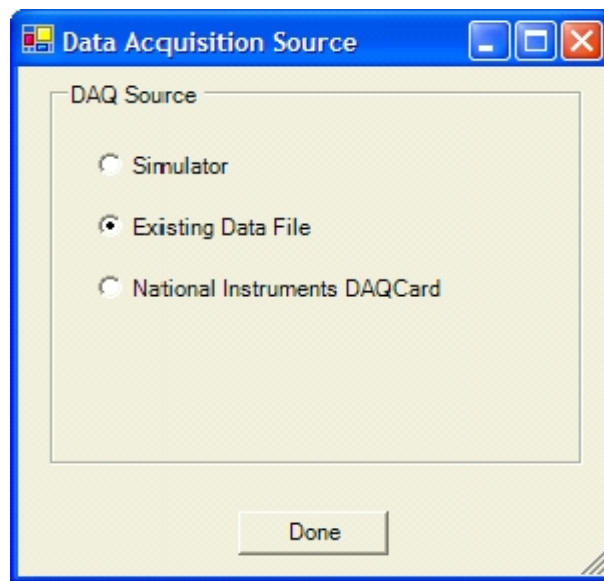 Data Acquisition Source
DAQ Source
Simulator
Existing Data File
National Instruments DAQCard
Done